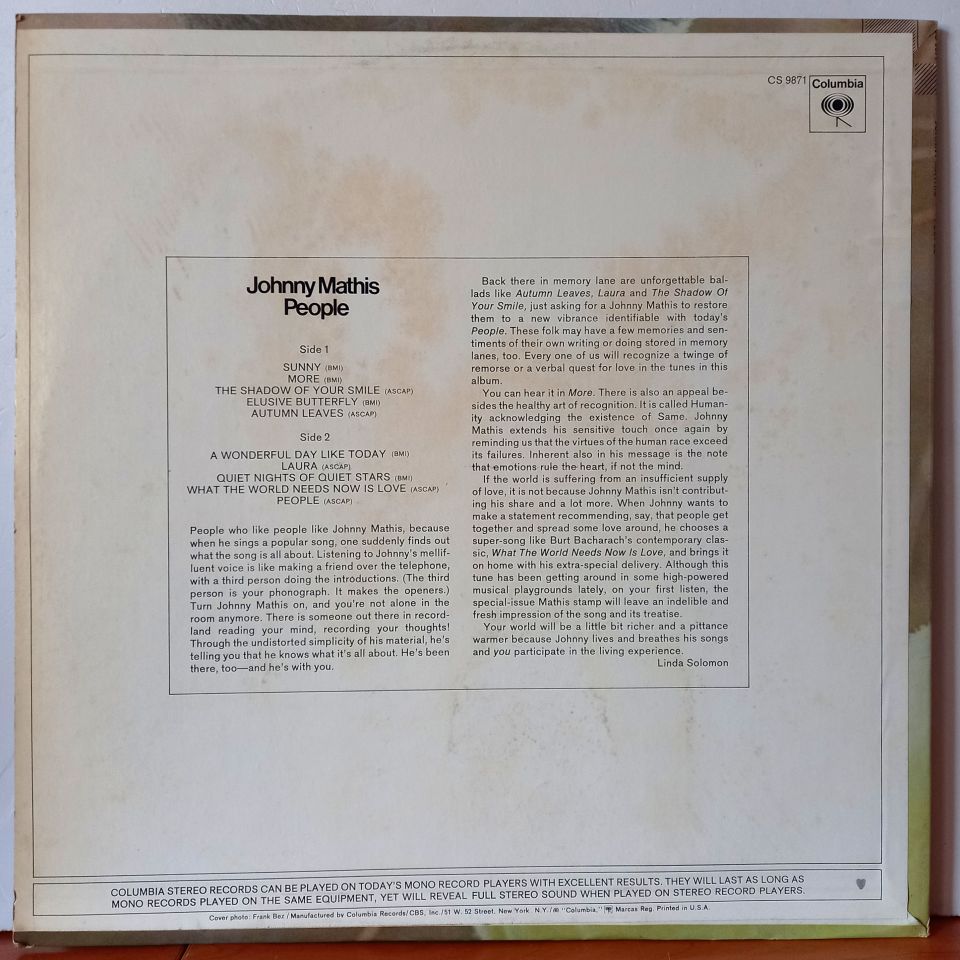 CS 9871
Columbia
Johnny Mathis
People
Side 1
SUNNY (BMI)
MORE (BMI)
THE SHADOW OF YOUR SMILE (ASCAP)
ELUSIVE BUTTERFLY (BMI)
AUTUMN LEAVES (ASCAP)
Side 2
A WONDERFUL DAY LIKE TODAY (BMI)
LAURA (ASCAP)
QUIET NIGHTS OF QUIET STARS (BMI)
WHAT THE WORLD NEEDS NOW IS LOVE (ASCAP)
PEOPLE (ASCAP)
People who like people like Johnny Mathis, because
when he sings a popular song, one suddenly finds out
what the song is all about. Listening to Johnny's mellif-
luent voice is like making a friend over the telephone,
with a third person doing the introductions. (The third
person is your phonograph. It makes the openers.)
Turn Johnny Mathis on, and you're not alone in the
room anymore. There is someone out there in record-
land reading your mind, recording your thoughts!
Through the undistorted simplicity of his material, he's
telling you that he knows what it's all about. He's been
there, too—and he's with you.
Back there in memory lane are unforgettable bal-
lads like Autumn Leaves, Laura and The Shadow Of
Your Smile, just asking for a Johnny Mathis to restore
them to a new vibrance identifiable with today's
People. These folk may have a few memories and sen-
timents of their own writing or doing stored in memory
lanes, too. Every one of us will recognize a twinge of
remorse or a verbal quest for love in the tunes in this
album.
You can hear it in More. There is also an appeal be-
sides the healthy art of recognition. It is called Human-
ity acknowledging the existence of Same. Johnny
Mathis extends his sensitive touch once again by
reminding us that the virtues of the human race exceed
its failures. Inherent also in his message is the note
that emotions rule the heart, if not the mind.
If the world is suffering from an insufficient supply
of love, it is not because Johnny Mathis isn't contribut-
ing his share and a lot more. When Johnny wants to
make a statement recommending, say, that people get
together and spread some love around, he chooses a
super-song like Burt Bacharach's contemporary clas-
sic, What The World Needs Now Is Love, and brings it
on home with his extra-special delivery. Although this
tune has been getting around in some high-powered
musical playgrounds lately, on your first listen, the
special-issue Mathis stamp will leave an indelible and
fresh impression of the song and its treatise.
Your world will be a little bit richer and a pittance
warmer because Johnny lives and breathes his songs
and you participate in the living experience.
Linda Solomon
COLUMBIA STEREO RECORDS CAN BE PLAYED ON TODAY'S MONO RECORD PLAYERS WITH EXCELLENT RESULTS. THEY WILL LAST AS LONG AS
MONO RECORDS PLAYED ON THE SAME EQUIPMENT, YET WILL REVEAL FULL STEREO SOUND WHEN PLAYED ON STEREO RECORD PLAYERS.
Cover photo: Frank Bez / Manufactured by Columbia Records/CBS, Inc./51 W. 52 Street, New York, N.Y./® "Columbia," Marcas Reg. Printed in U.S.A.